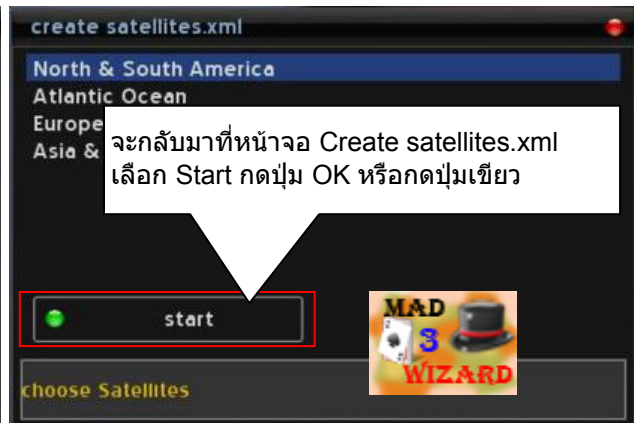 create satellites.xml
North & South America
Atlantic Ocean
Europe
Asia &
จะกลับมาที่หน้าจอ Create satellites.xml
เลือก Start กดปุ่ม OK หรือกดปุ่มเขียว
start
MAD
3
WIZARD
choose Satellites